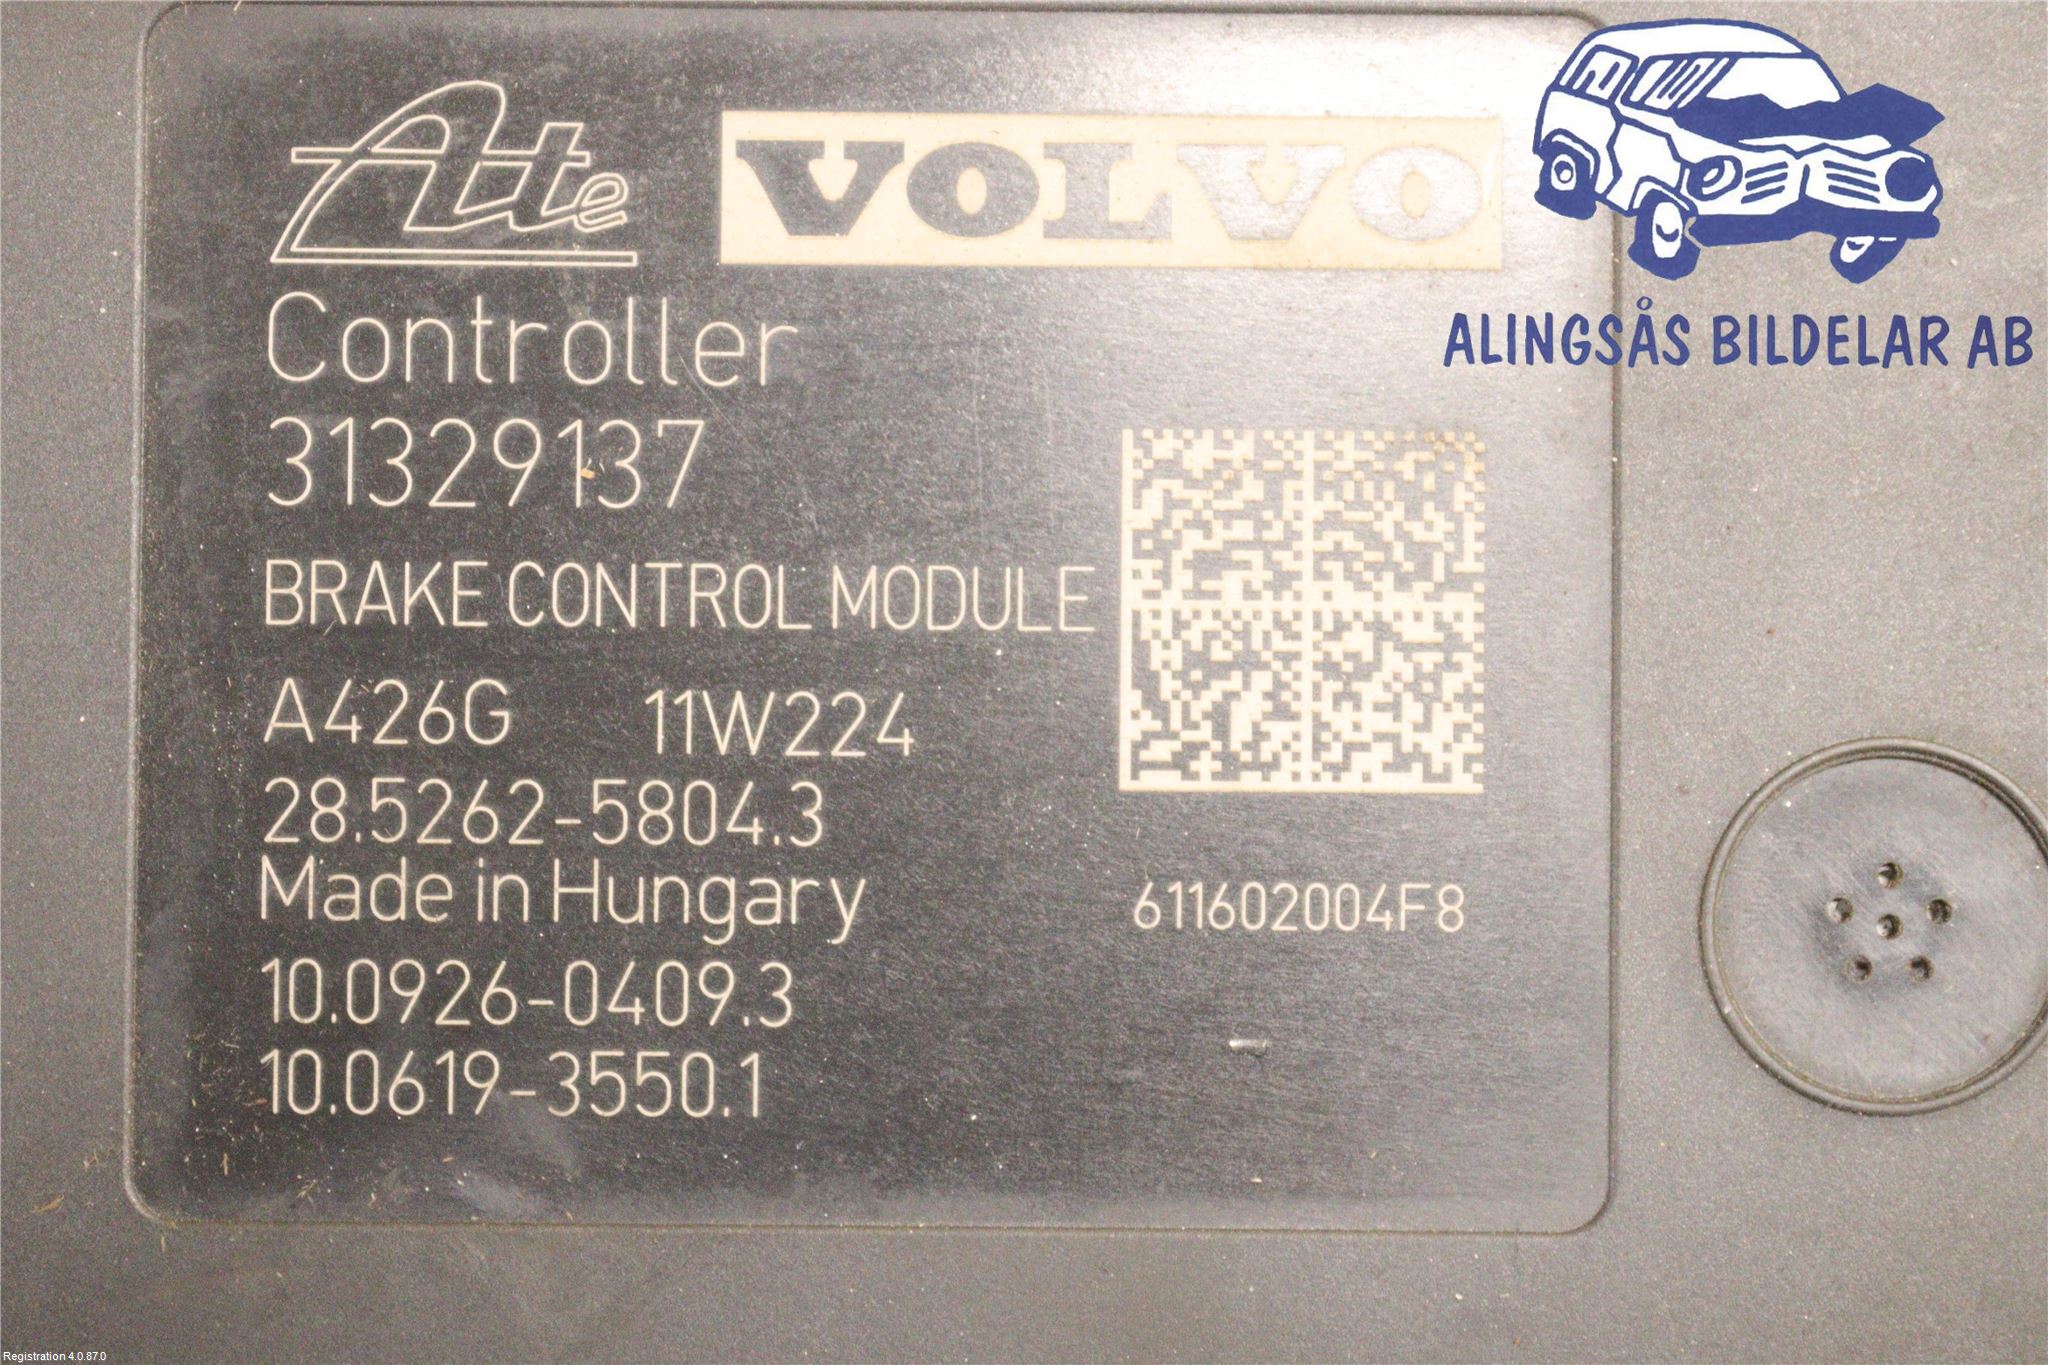 Ate VOLVO
ALINGSÅS BILDELAR AB
Controller
31329137
BRAKE CONTROL MODULE
A426G 11W224
28.5262-5804.3
Made in Hungary
611602004F8
10.0926-0409.3
10.0619-3550.1
Registration 4.0.87.0